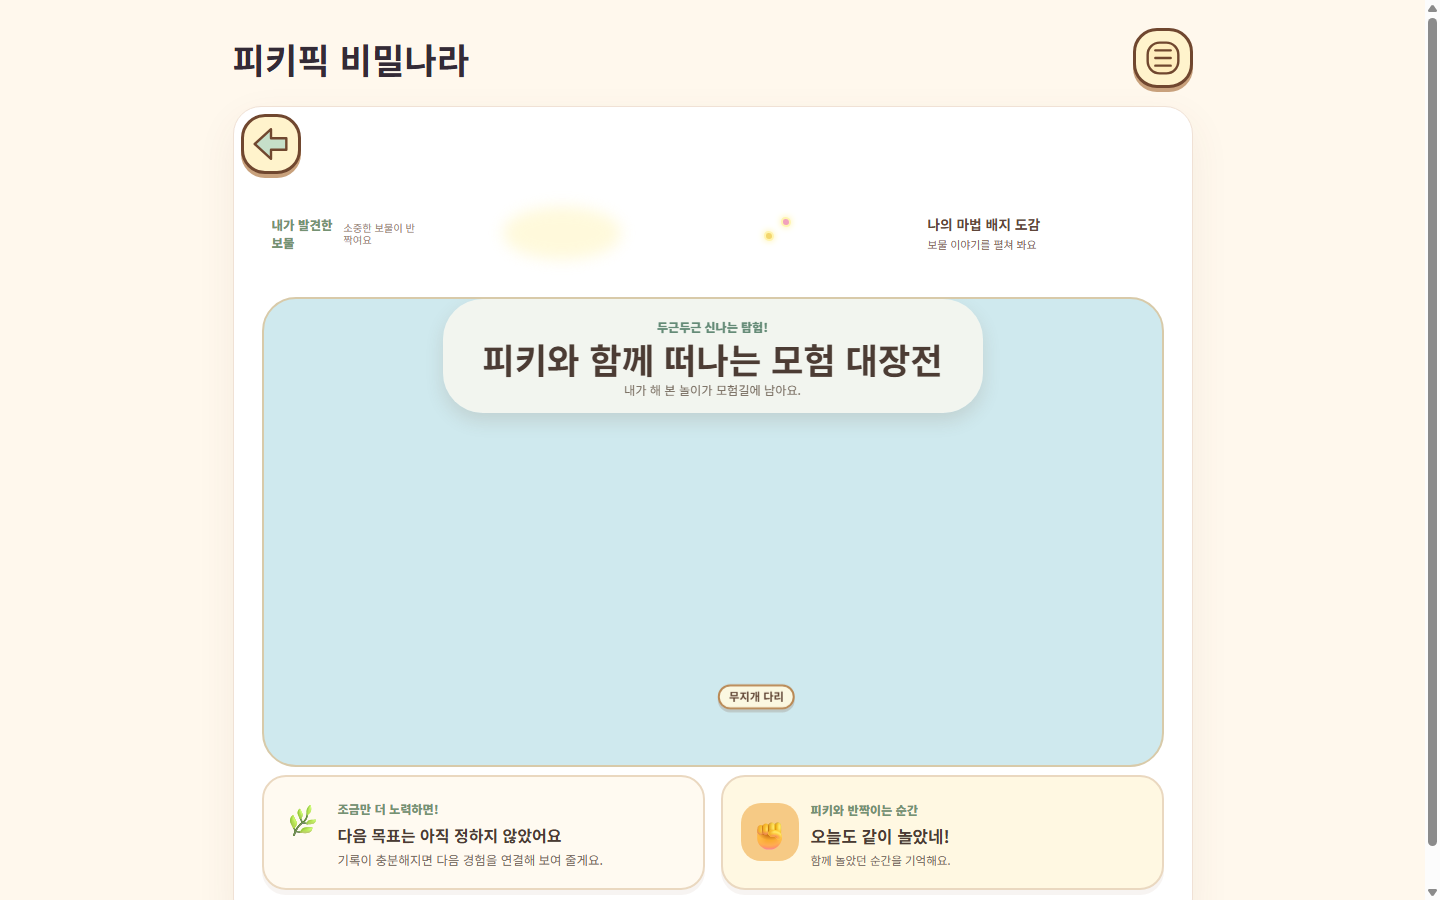 피키픽 비밀나라
내가 발견한
보물
소중한 보물이 반
짝여요
나의 마법 배지 도감
보물 이야기를 펼쳐 봐요
두근두근 신나는 탐험!
피키와 함께 떠나는 모험 대장전
내가 해 본 놀이가 모험길에 남아요.
무지개 다리
조금만 더 노력하면!
다음 목표는 아직 정하지 않았어요
기록이 충분해지면 다음 경험을 연결해 보여 줄게요.
피키와 반짝이는 순간
오늘도 같이 놀았네!
함께 놀았던 순간을 기억해요.